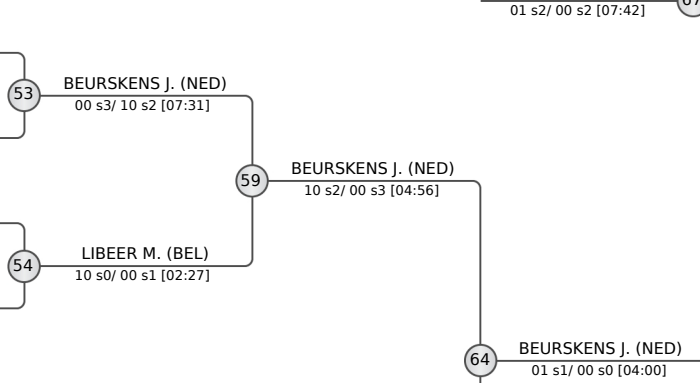 01 s2/ 00 s2 [07:42]
53
BEURSKENS J. (NED)
00 s3/ 10 s2 [07:31]
59
BEURSKENS J. (NED)
10 s2/ 00 s3 [04:56]
54
LIBEER M. (BEL)
10 s0/ 00 s1 [02:27]
64
BEURSKENS J. (NED)
01 s1/ 00 s0 [04:00]